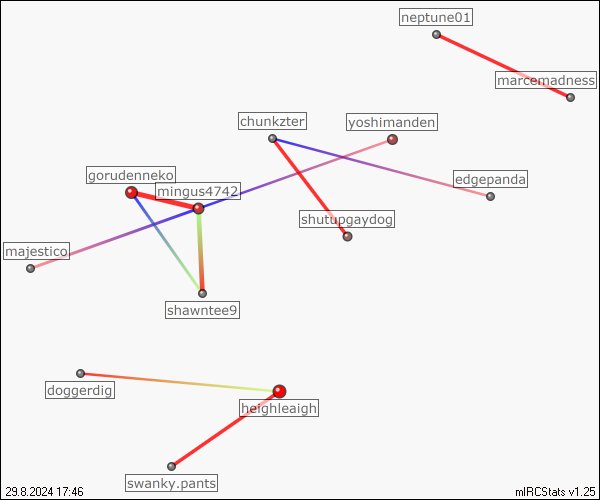 neptune01
marcemadness
chunkzter
yoshimanden
gorudenneko
mingus4742
edgepanda
shutupgaydog
majestico
shawntee9
doggerdig
heighleaigh
swanky.pants
29.8.2024 17:46
mIRCStats v1.25